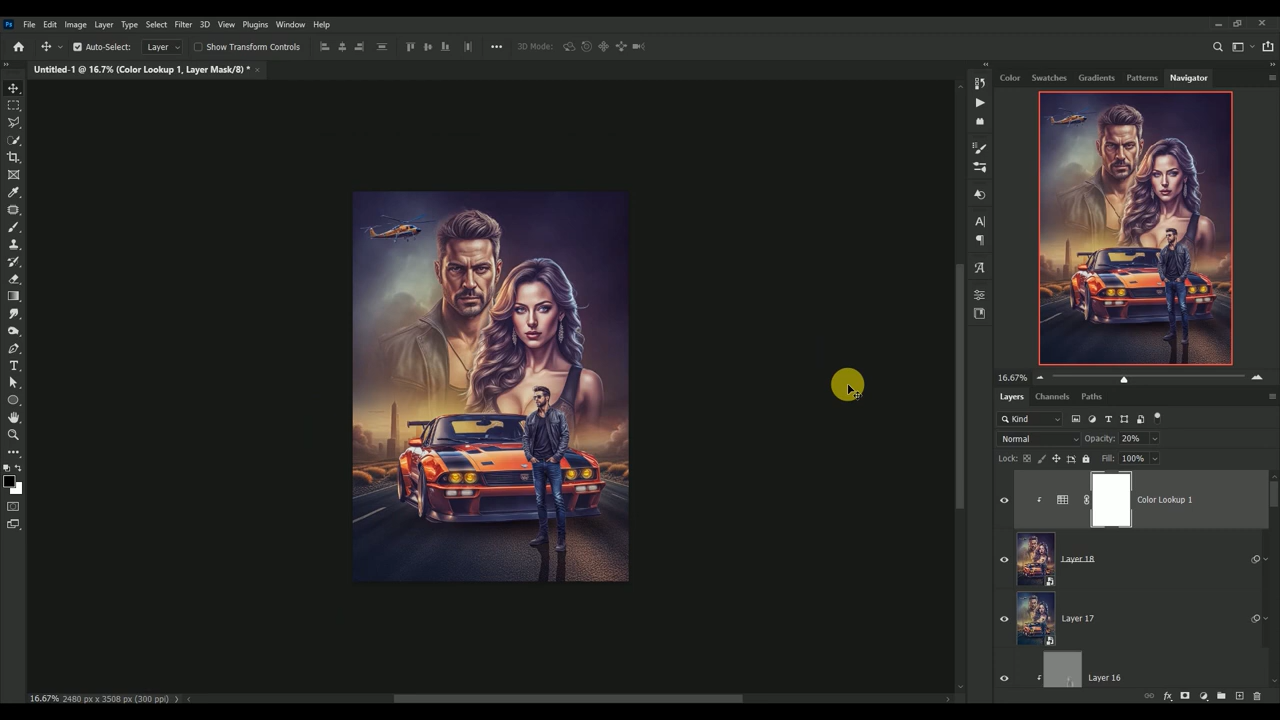 Ps File Edit Image Layer Type Select Filter 3D View Plugins Window Help
Auto-Select: Layer Show Transform Controls 3D Mode:
Untitled-1 @ 16.7% (Color Lookup 1, Layer Mask/8) *
Color Swatches Gradients Patterns Navigator
16.67%
Layers Channels Paths
Kind
Normal Opacity: 20%
Lock: Fill: 100%
Color Lookup 1
Layer 18
Layer 17
Layer 16
16.67% 2480 px x 3508 px (300 ppi)